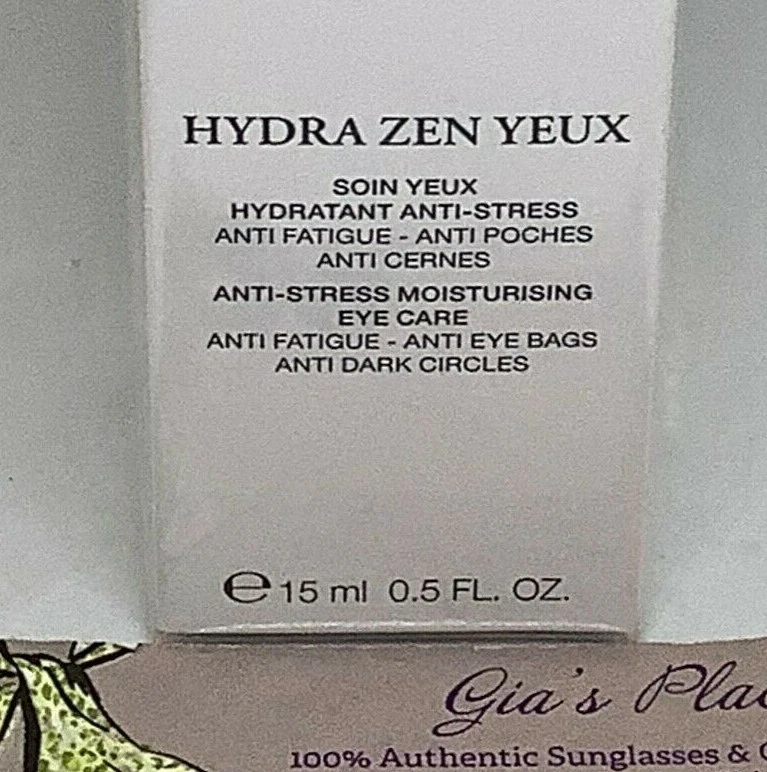 HYDRA ZEN YEUX
SOIN YEUX
HYDRATANT ANTI-STRESS
ANTI FATIGUE - ANTI POCHES
ANTI CERNES
ANTI-STRESS MOISTURISING
EYE CARE
ANTI FATIGUE - ANTI EYE BAGS
ANTI DARK CIRCLES
℮ 15 ml 0.5 FL. OZ.
Gia's
100% Authentic Sunglasses &